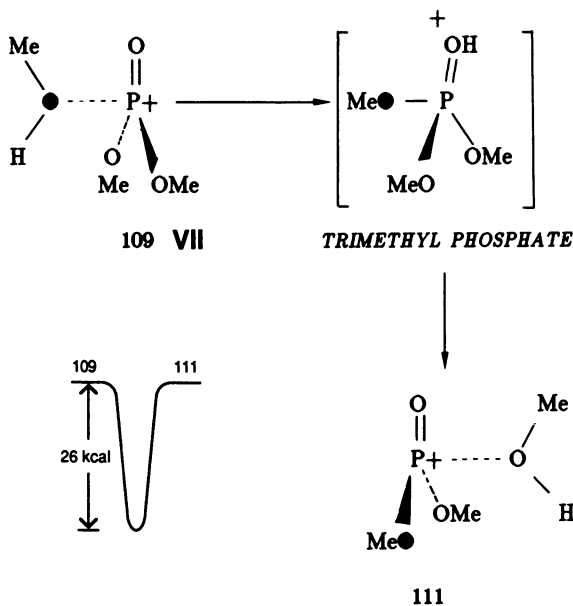 Me
O
P+
H
O
Me
OMe
109 VII
+
OH
Me
P
OMe
MeO
TRIMETHYL PHOSPHATE
109
111
26 kcal
O
P+
O
Me
H
OMe
Me
111